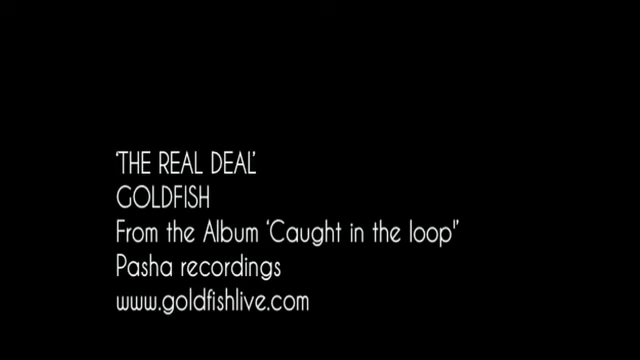 ‘THE REAL DEAL’
GOLDFISH
From the Album ‘Caught in the loop’
Pasha recordings
www.goldfishlive.com